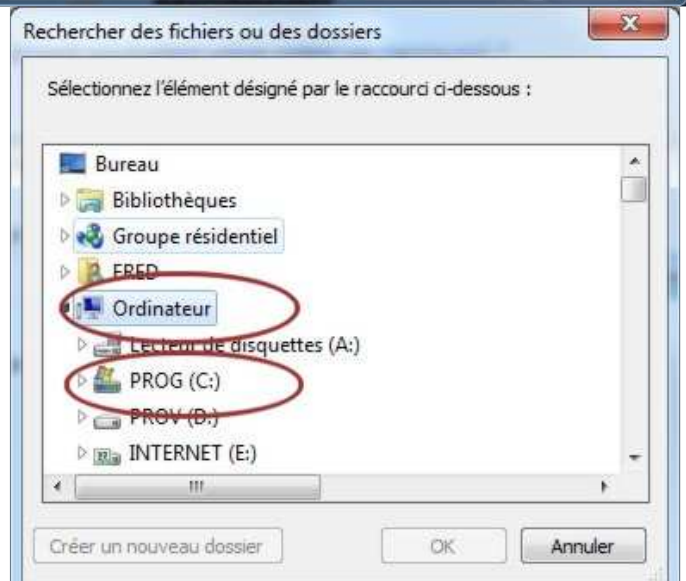 Rechercher des fichiers ou des dossiers
Sélectionnez l'élément désigné par le raccourci ci-dessous :
Bureau
Bibliothèques
Groupe résidentiel
FRED
Ordinateur
Lecteur de disquettes (A:)
PROG (C:)
PROV (D:)
INTERNET (E:)
Créer un nouveau dossier
OK
Annuler